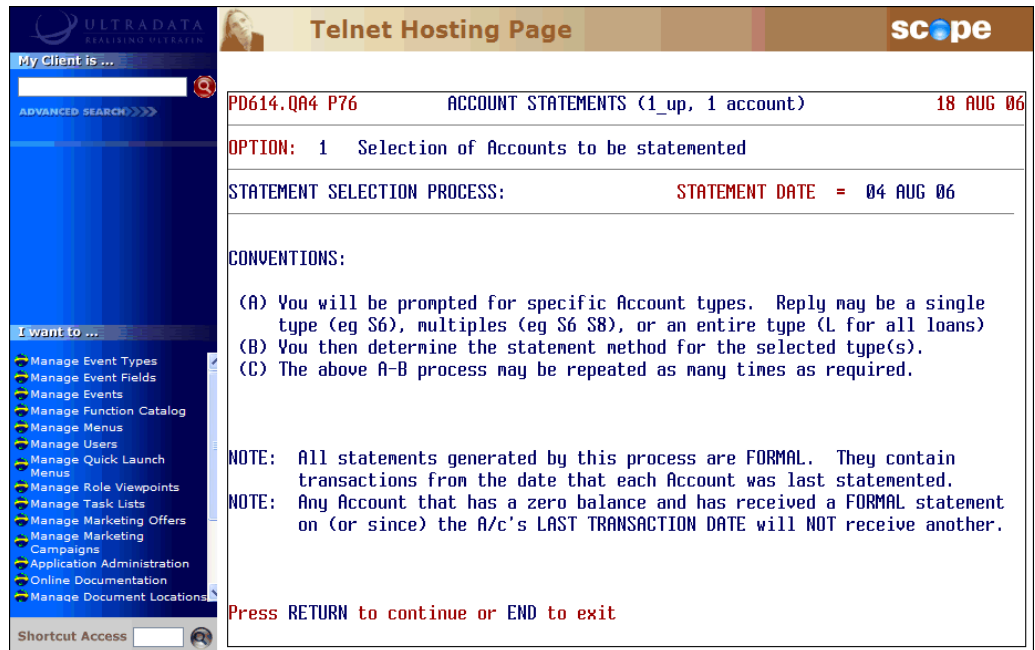 ULTRADATA
REALISING ULTRAFIN
Telnet Hosting Page
scope
My Client is ...
ADVANCED SEARCH
PD614.QA4 P76 ACCOUNT STATEMENTS (1_up, 1 account) 18 AUG 06
OPTION: 1 Selection of Accounts to be statemented
STATEMENT SELECTION PROCESS: STATEMENT DATE = 04 AUG 06
CONVENTIONS:
(A) You will be prompted for specific Account types. Reply may be a single
type (eg S6), multiples (eg S6 S8), or an entire type (L for all loans)
(B) You then determine the statement method for the selected type(s).
(C) The above A-B process may be repeated as many times as required.
NOTE: All statements generated by this process are FORMAL. They contain
transactions from the date that each Account was last statemented.
NOTE: Any Account that has a zero balance and has received a FORMAL statement
on (or since) the A/c's LAST TRANSACTION DATE will NOT receive another.
Press RETURN to continue or END to exit
I want to ...
Manage Event Types
Manage Event Fields
Manage Events
Manage Function Catalog
Manage Menus
Manage Users
Manage Quick Launch
Menus
Manage Role Viewpoints
Manage Task Lists
Manage Marketing Offers
Manage Marketing
Campaigns
Application Administration
Online Documentation
Manage Document Locations
Shortcut Access